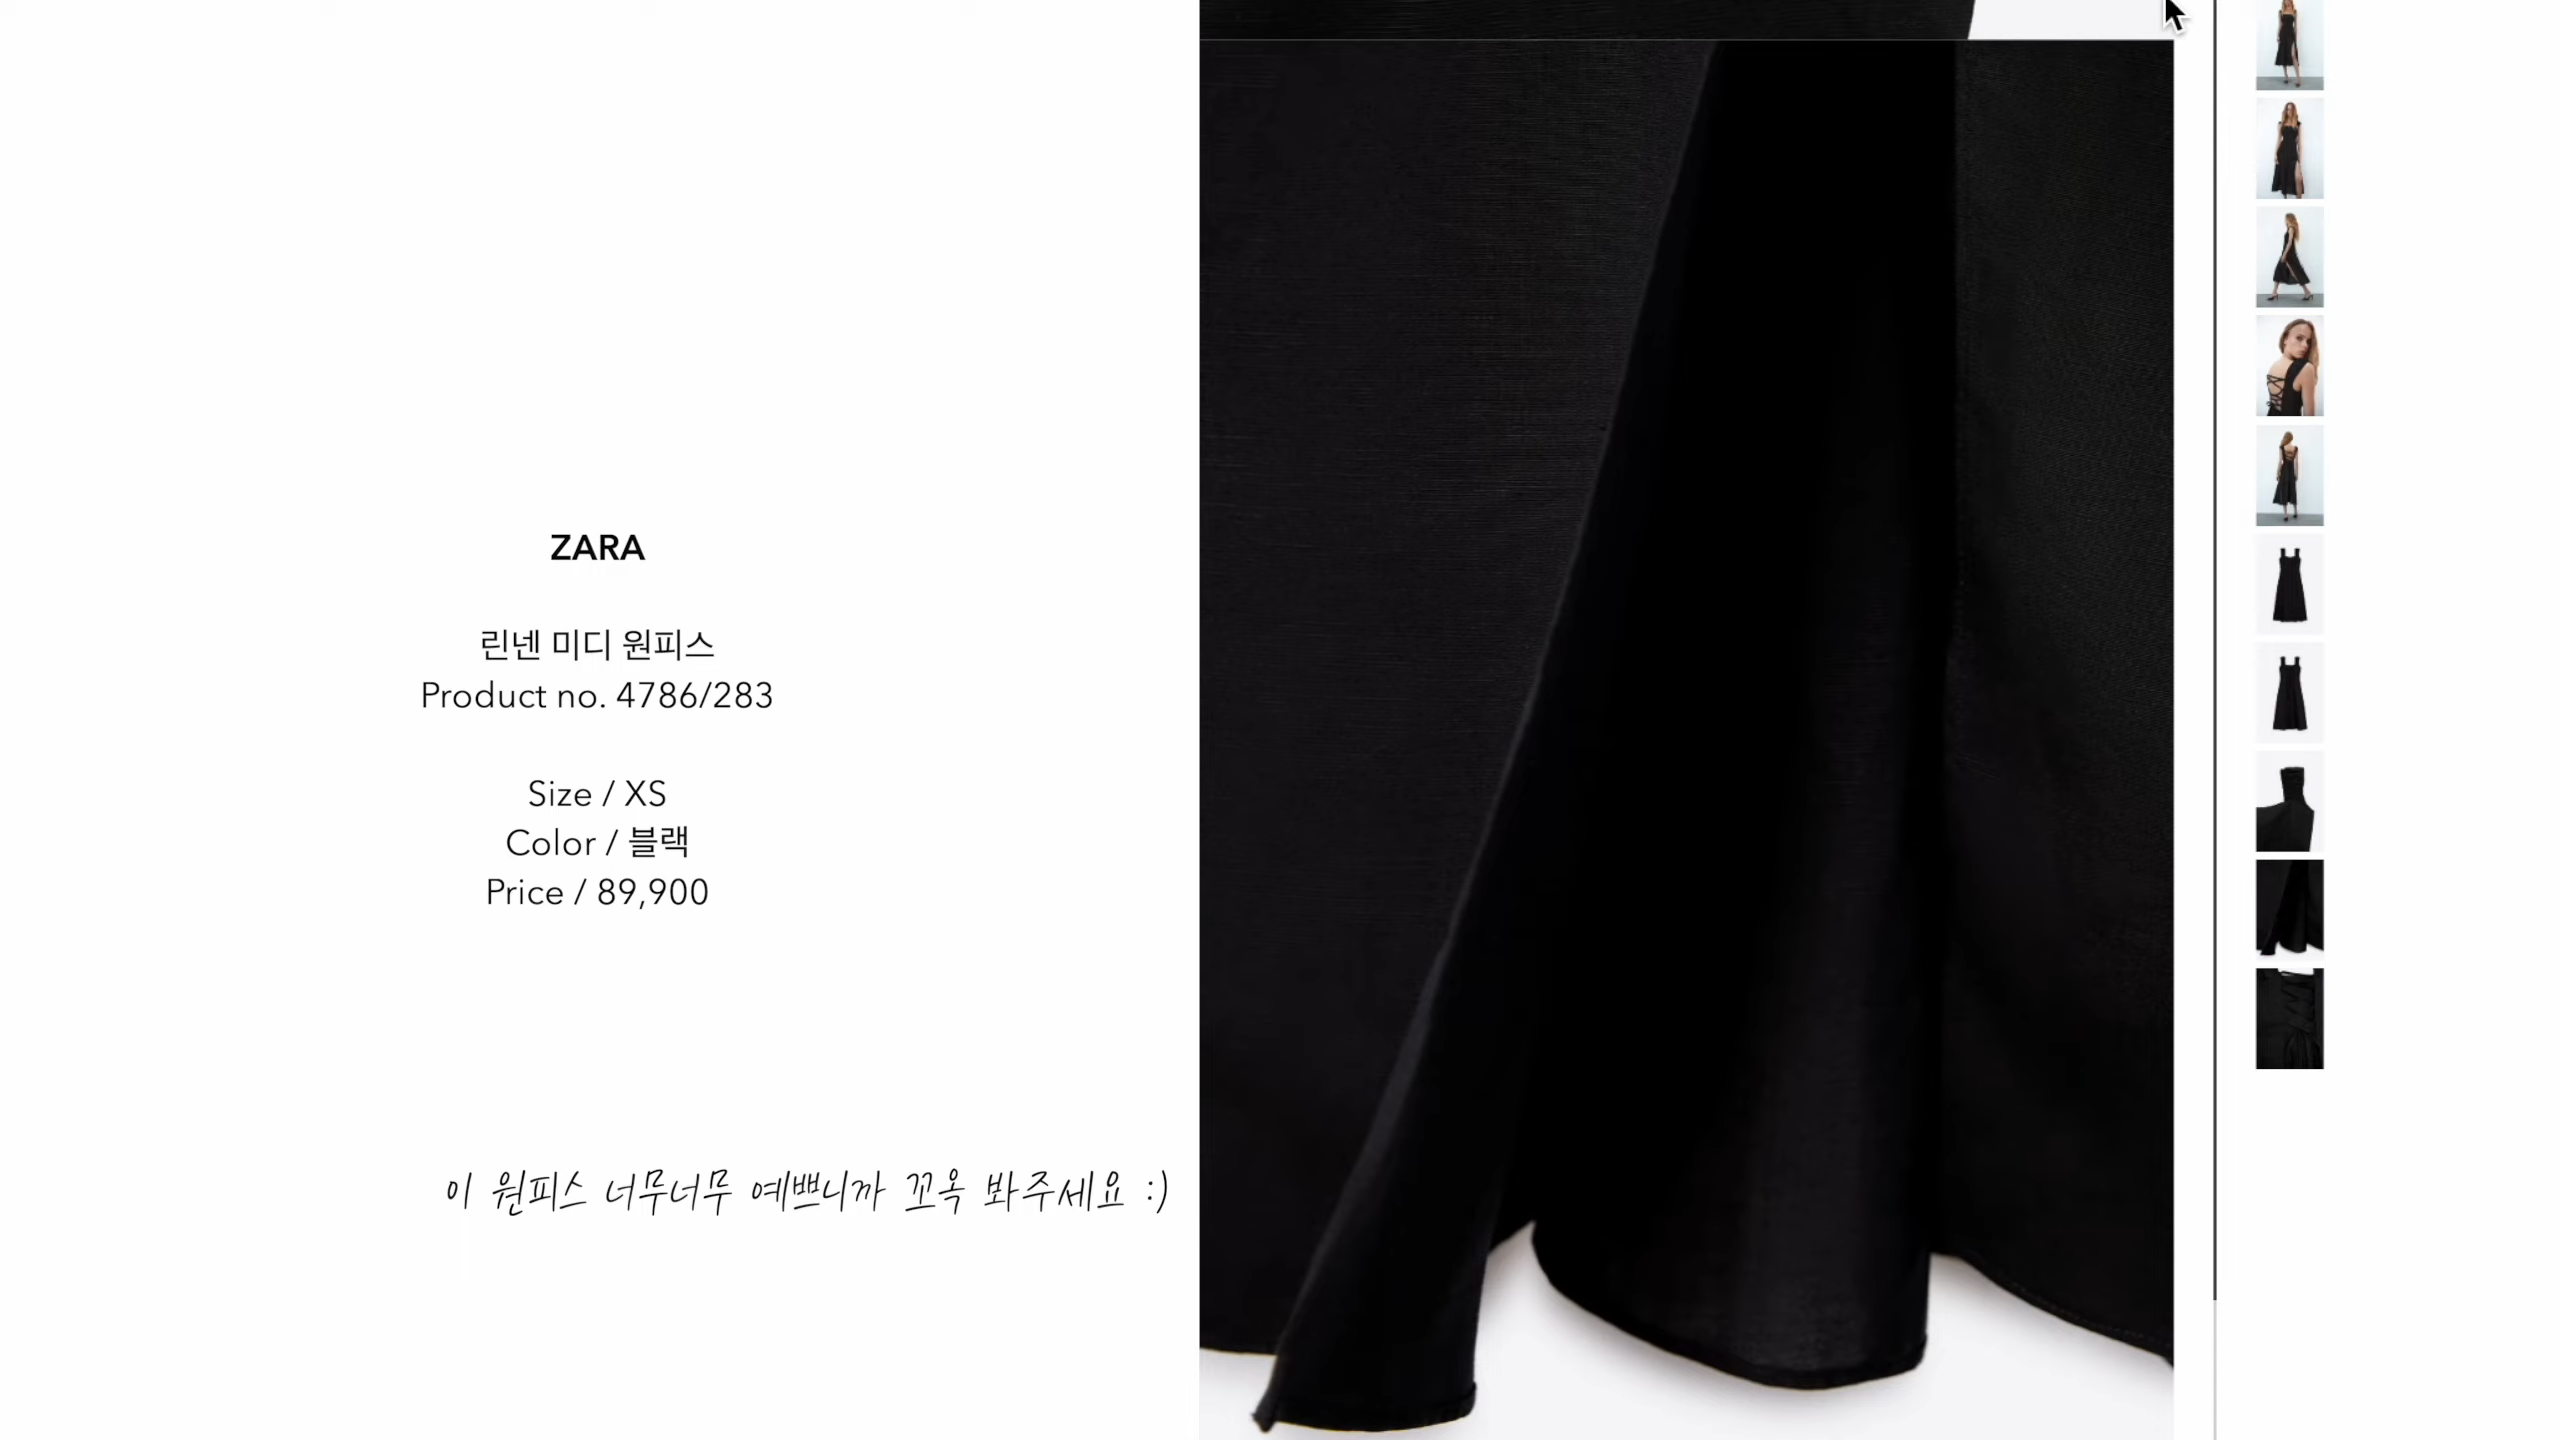 ZARA
린넨 미디 원피스
Product no. 4786/283
Size / XS
Color / 블랙
Price / 89,900
이 원피스 너무너무 예쁘니까 꼬옥 봐주세요 :)